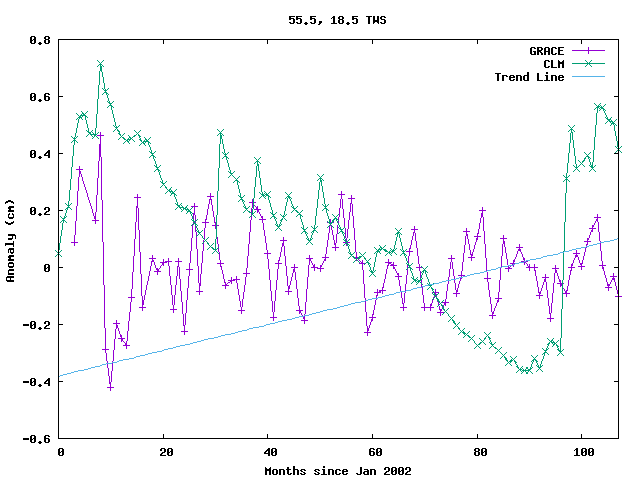 55.5, 18.5 TWS
GRACE
CLM
Trend Line
0.8
0.6
0.4
0.2
0
-0.2
-0.4
-0.6
Anomaly (cm)
0 20 40 60 80 100
Months since Jan 2002